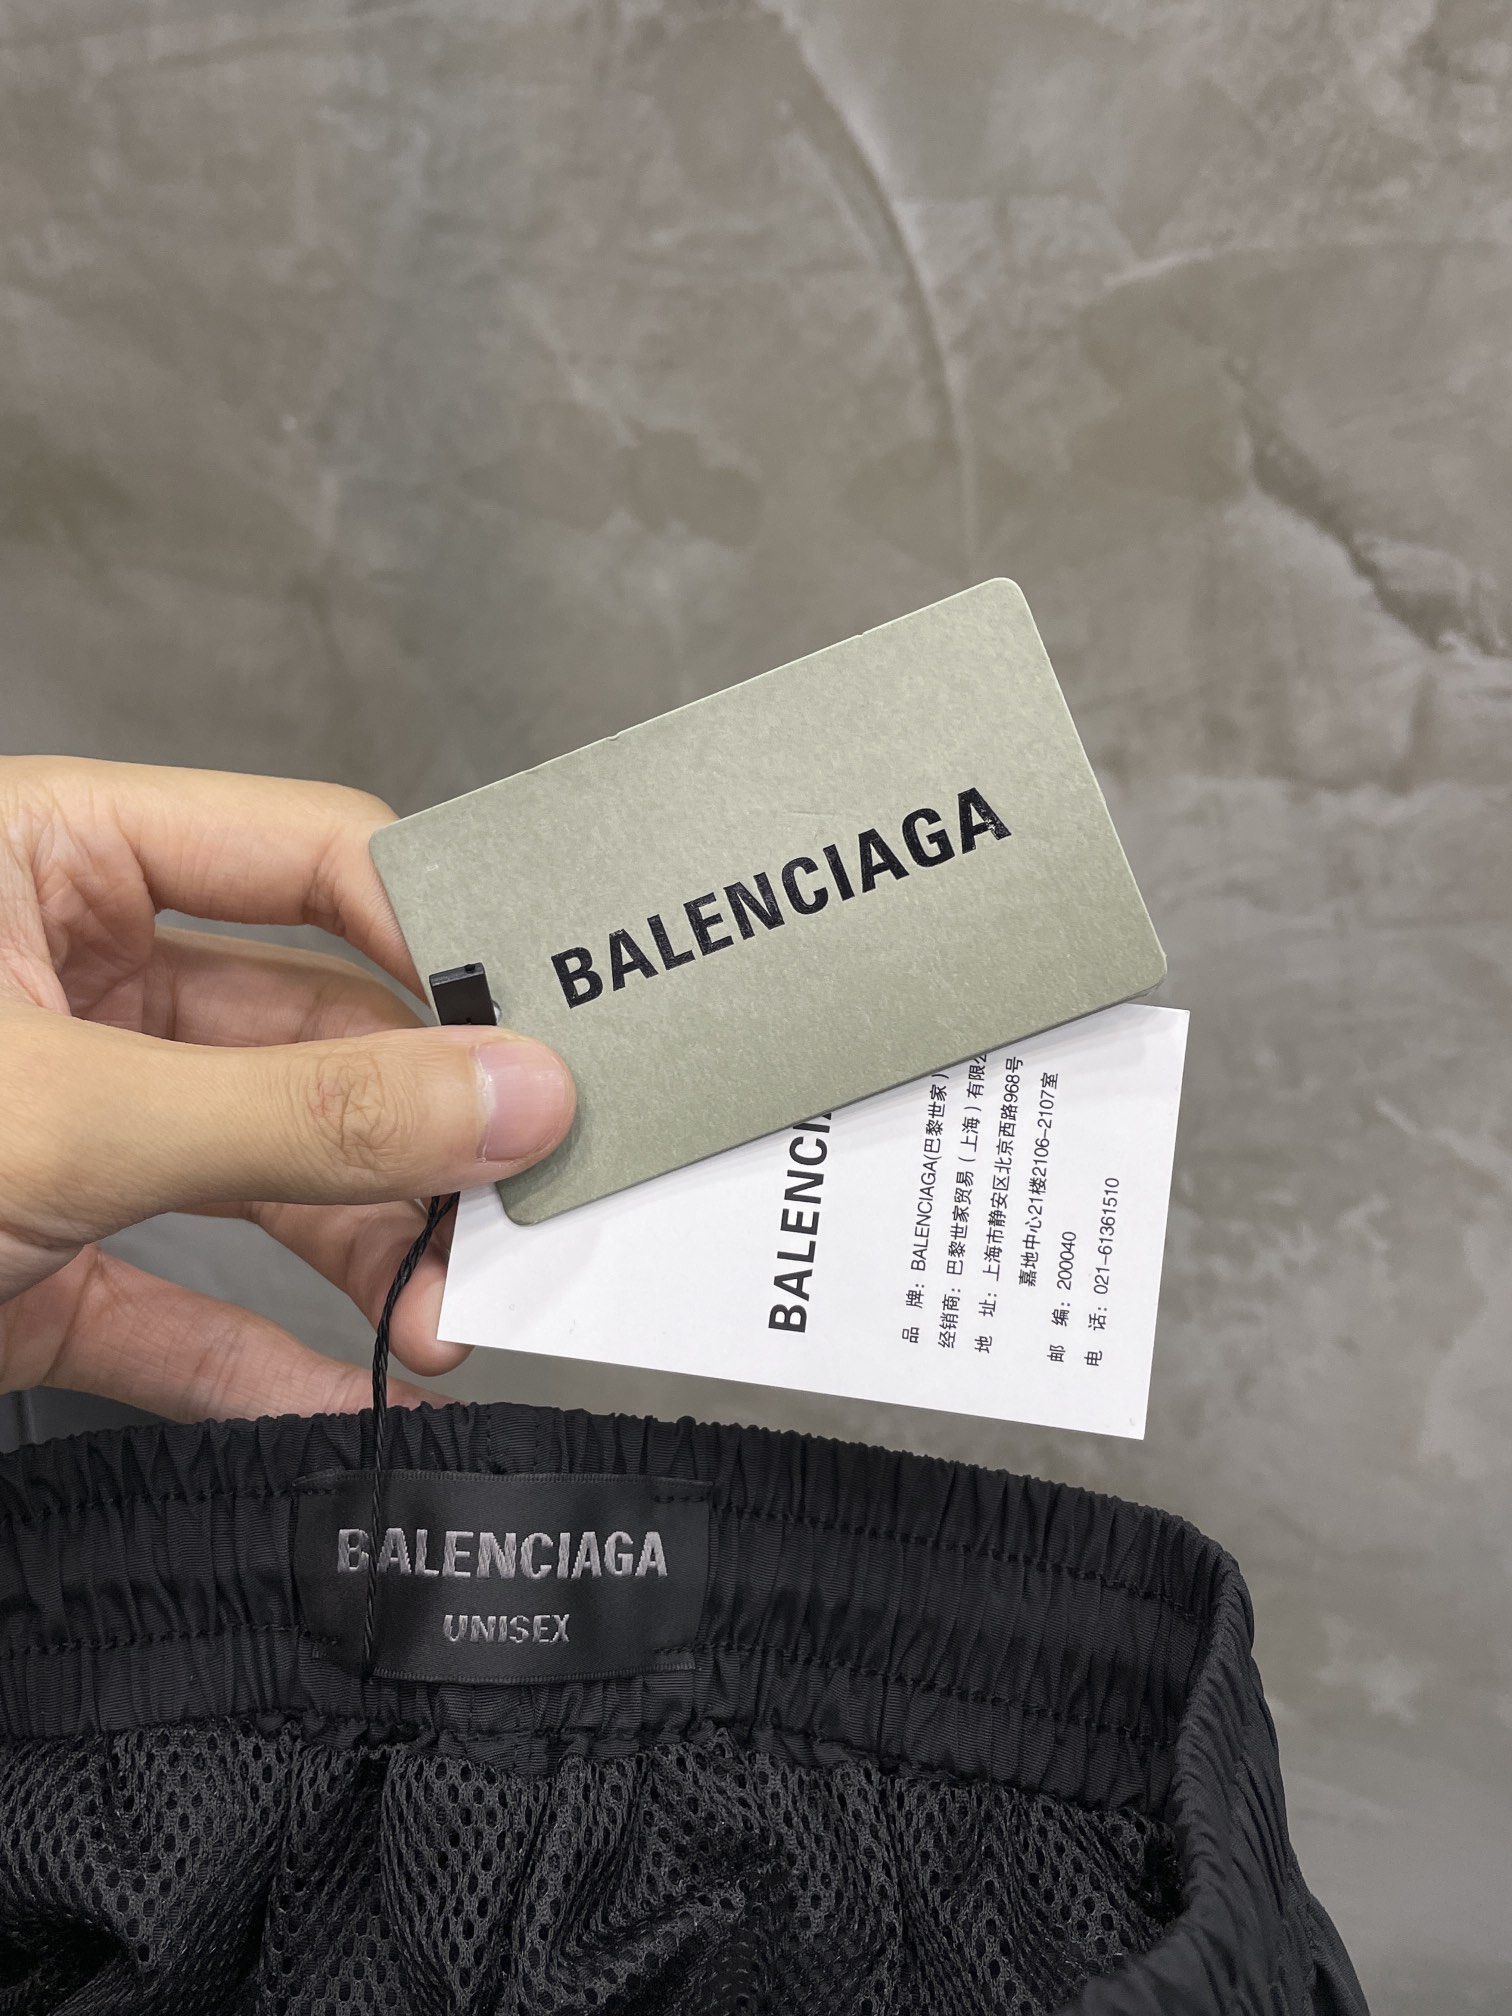 BALENCIAGA
BALENCIA
品 牌：BALENCIAGA(巴黎世家)
经销商：巴黎世家贸易（上海）有限公
地 址：上海市静安区北京西路968号
嘉地中心21楼2106-2107室
邮 编：200040
电 话：021-61361510
BALENCIAGA
UNISEX